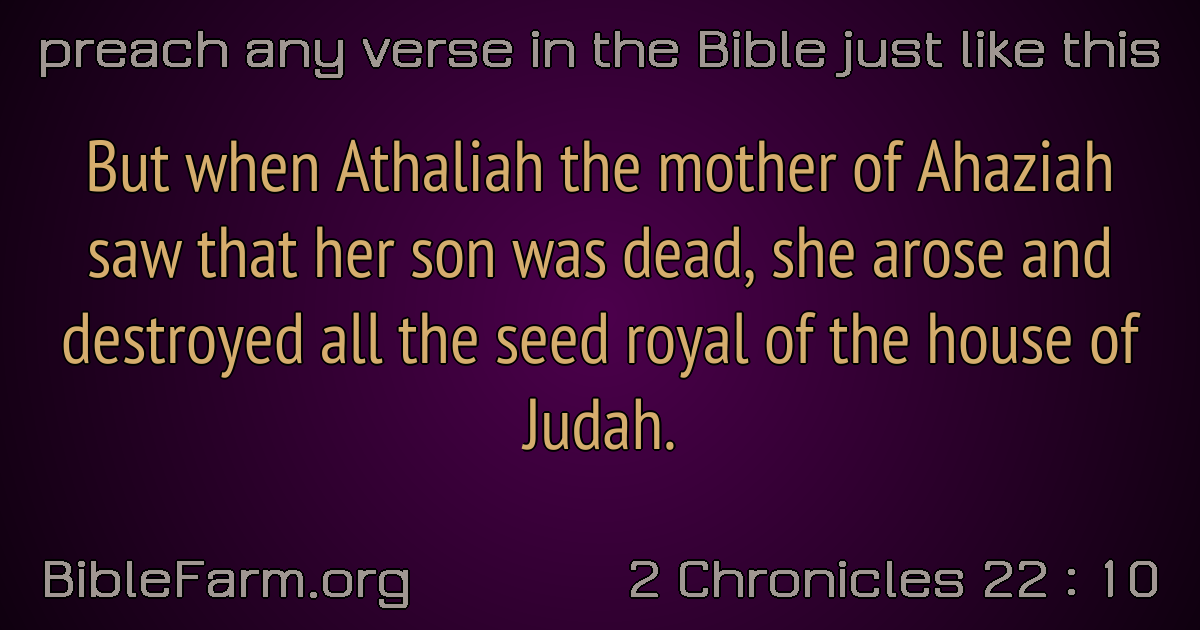 preach any verse in the Bible just like this
But when Athaliah the mother of Ahaziah
saw that her son was dead, she arose and
destroyed all the seed royal of the house of
Judah.
BibleFarm.org
2 Chronicles 22 : 10